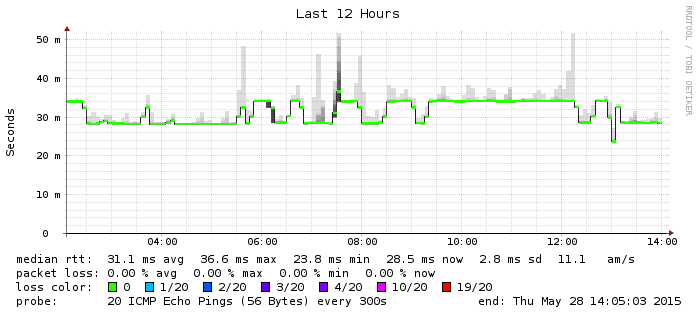 Last 12 Hours
RRDTOOL / TOBI OETIKER
Seconds
50 m
40 m
30 m
20 m
10 m
0
04:00 06:00 08:00 10:00 12:00 14:00
median rtt: 31.1 ms avg 36.6 ms max 23.8 ms min 28.5 ms now 2.8 ms sd 11.1 am/s
packet loss: 0.00 % avg 0.00 % max 0.00 % min 0.00 % now
loss color: 0 1/20 2/20 3/20 4/20 10/20 19/20
probe: 20 ICMP Echo Pings (56 Bytes) every 300s end: Thu May 28 14:05:03 2015